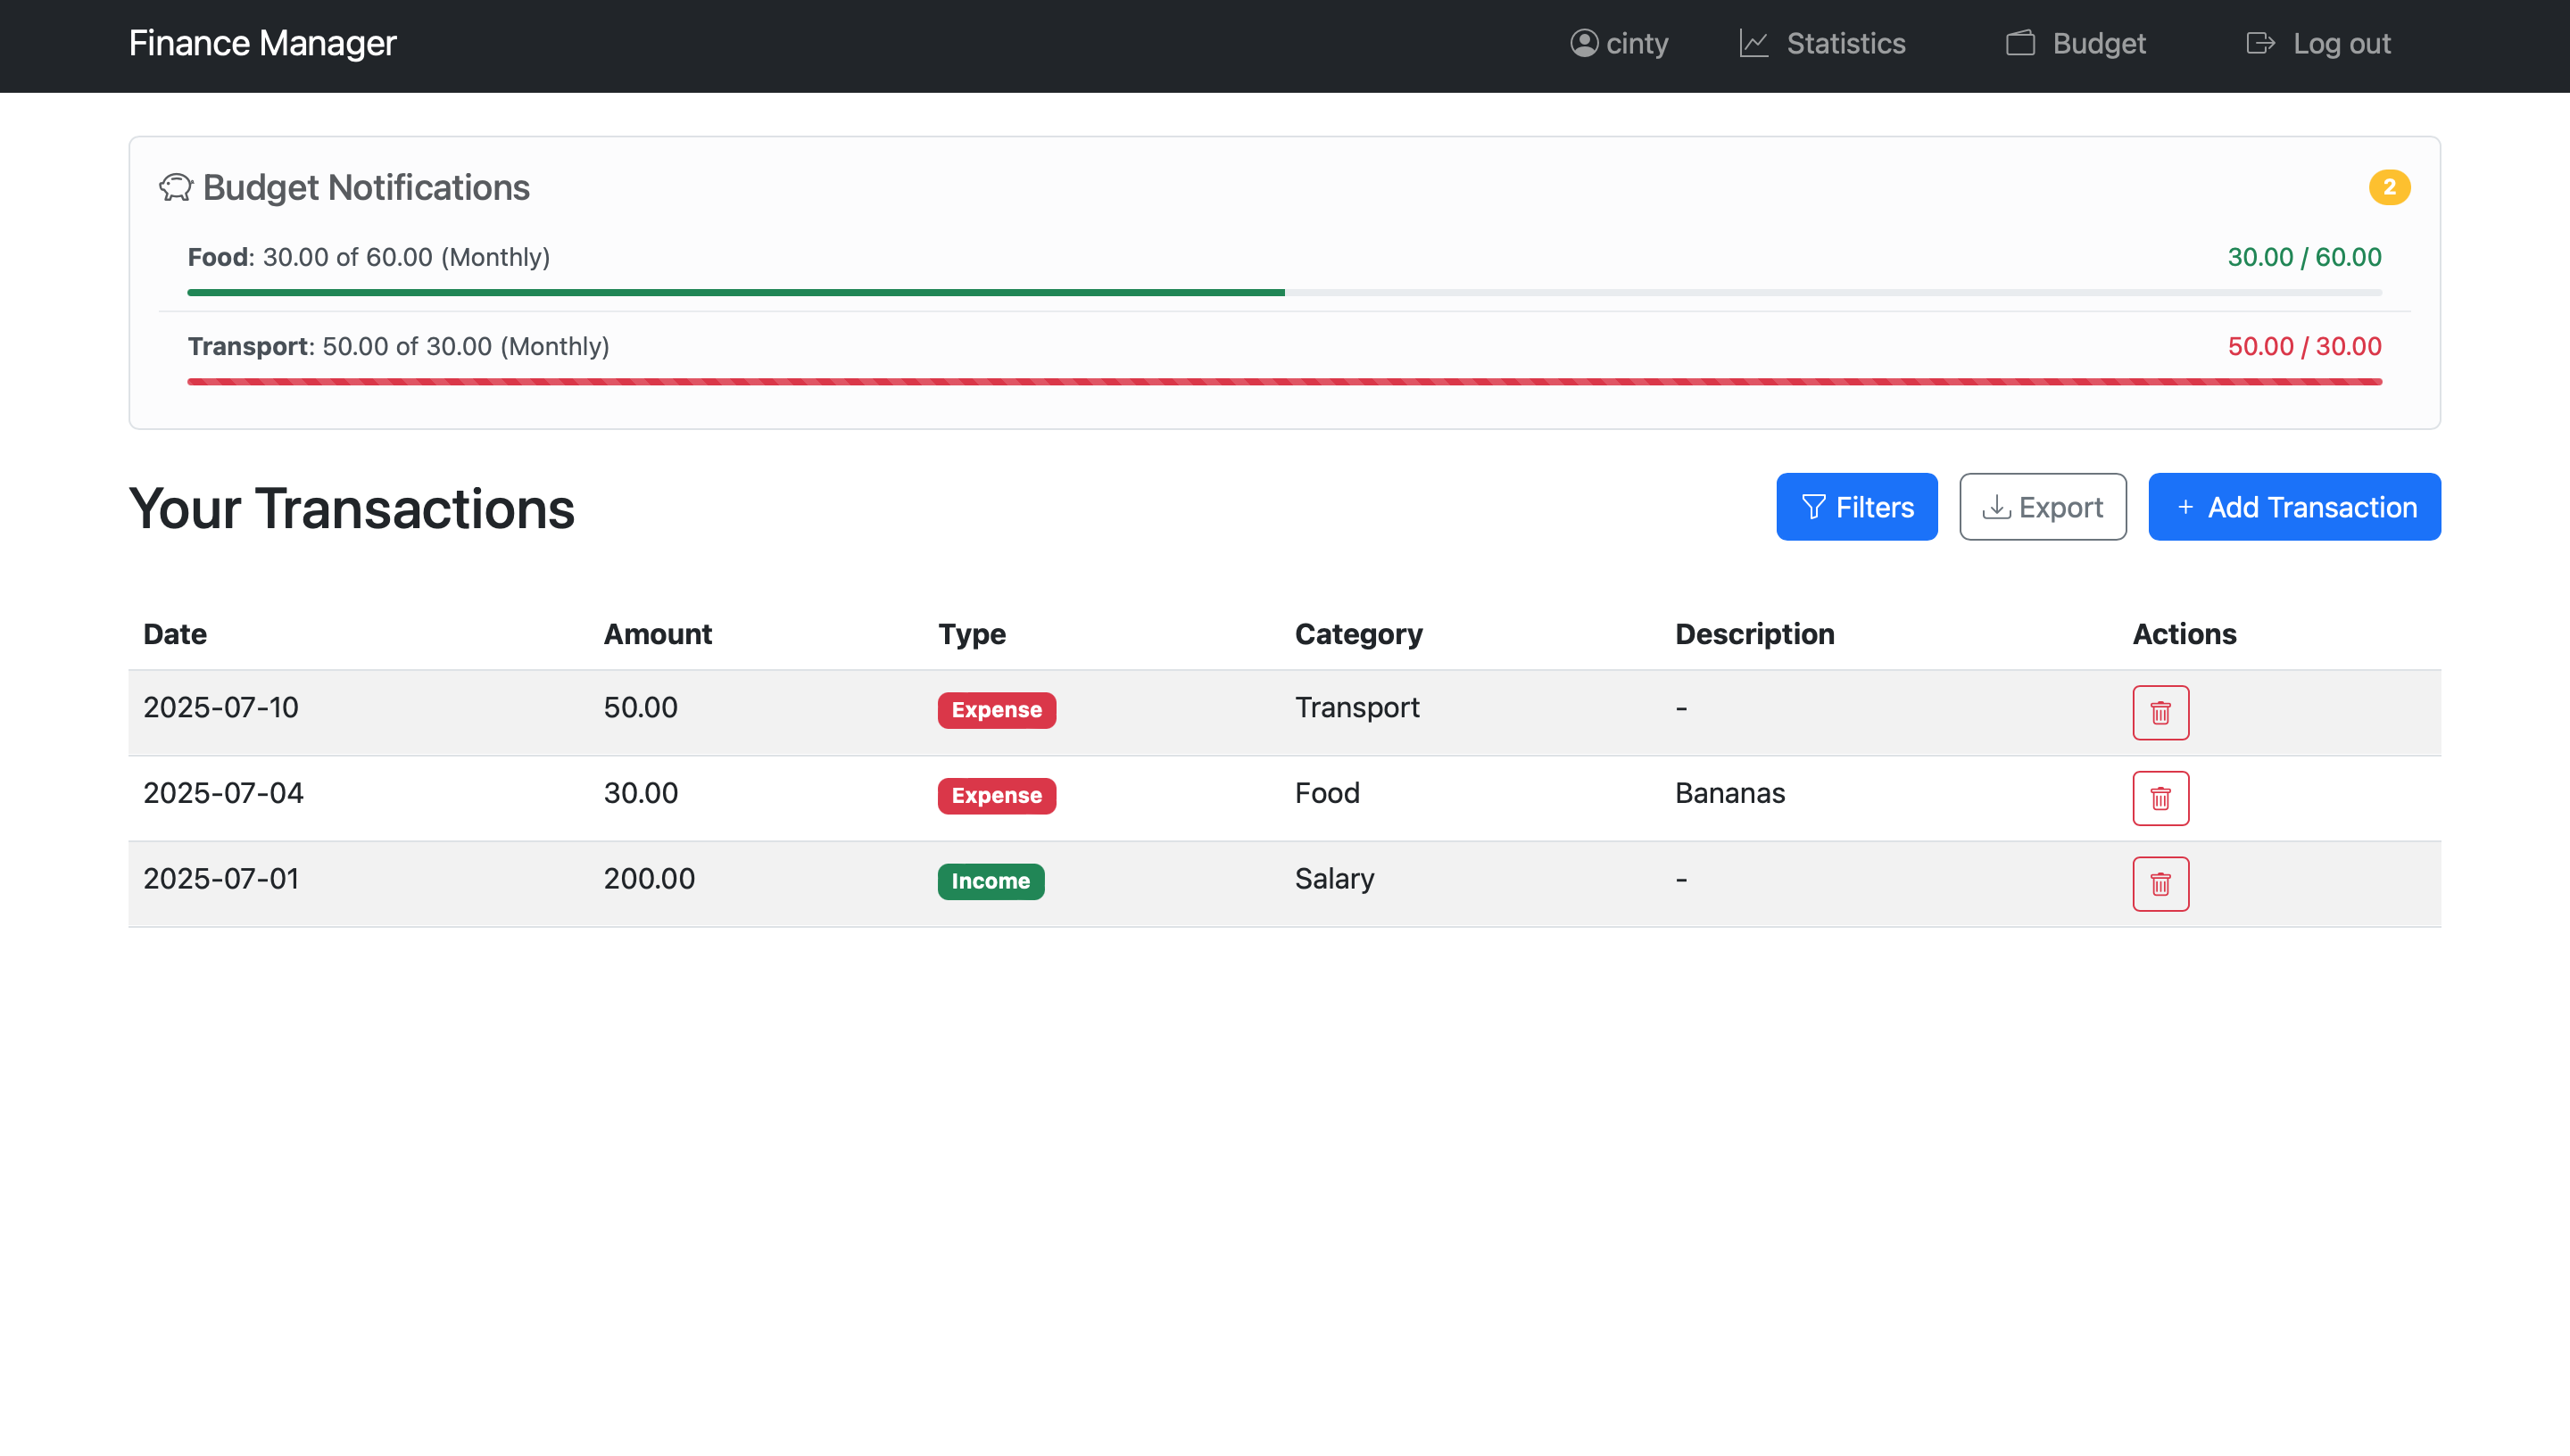 Finance Manager cinty Statistics Budget Log out
Budget Notifications 2
Food: 30.00 of 60.00 (Monthly) 30.00 / 60.00
Transport: 50.00 of 30.00 (Monthly) 50.00 / 30.00
Your Transactions Filters Export + Add Transaction
Date Amount Type Category Description Actions
2025-07-10 50.00 Expense Transport -
2025-07-04 30.00 Expense Food Bananas
2025-07-01 200.00 Income Salary -